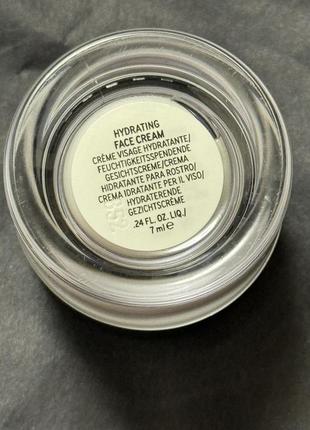 HYDRATING
FACE CREAM
CRÈME VISAGE HYDRATANTE/
FEUCHTIGKEITSSPENDENDE
GESICHTSCREME/CREMA
HIDRATANTE PARA ROSTRO/
CREMA IDRATANTE PER IL VISO/
HYDRATERENDE
GEZICHTSCRÈME
.24 FL. OZ. LIQ./
7 ml e